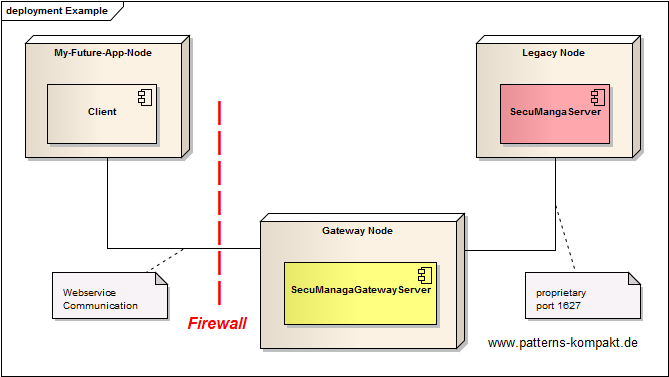 deployment Example
My-Future-App-Node
Client
Legacy Node
SecuMangaServer
Gateway Node
SecuManagaGatewayServer
Webservice
Communication
Firewall
proprietary
port 1627
www.patterns-kompakt.de